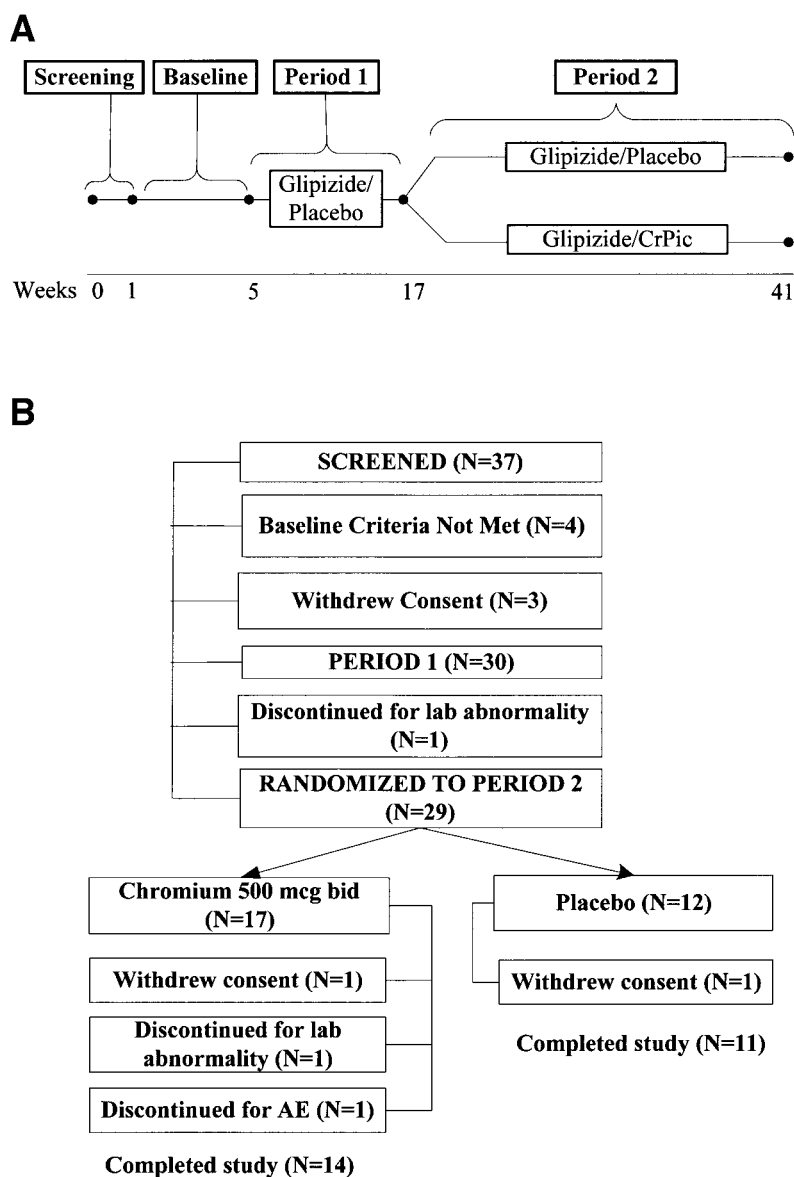 A
Screening Baseline Period 1 Period 2
Glipizide/
Placebo
Glipizide/Placebo
Glipizide/CrPic
Weeks 0 1 5 17 41
B
SCREENED (N=37)
Baseline Criteria Not Met (N=4)
Withdrew Consent (N=3)
PERIOD 1 (N=30)
Discontinued for lab abnormality
(N=1)
RANDOMIZED TO PERIOD 2
(N=29)
Chromium 500 mcg bid
(N=17)
Withdrew consent (N=1)
Discontinued for lab
abnormality (N=1)
Discontinued for AE (N=1)
Completed study (N=14)
Placebo (N=12)
Withdrew consent (N=1)
Completed study (N=11)